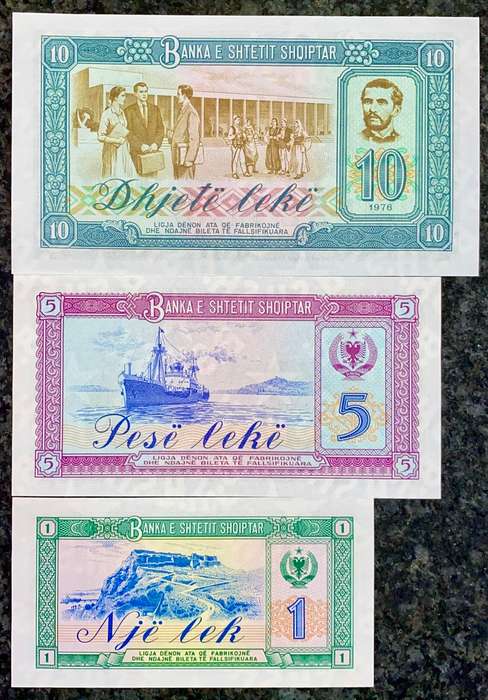 10 BANKA E SHTETIT SHQIPTAR 10
10
1976
Dhjetë lekë
10 LIGJA DËNON ATA QË FABRIKOJNË 10
DHE NDAJNË BILETA TË FALLSIFIKUARA
5 BANKA E SHTETIT SHQIPTAR 5
5
Pesë lekë
5 LIGJA DËNON ATA QË FABRIKOJNË 5
DHE NDAJNË BILETA TË FALLSIFIKUARA
1 BANKA E SHTETIT SHQIPTAR 1
1
Një lek
1 LIGJA DËNON ATA QË FABRIKOJNË 1
DHE NDAJNË BILETA TË FALLSIFIKUARA